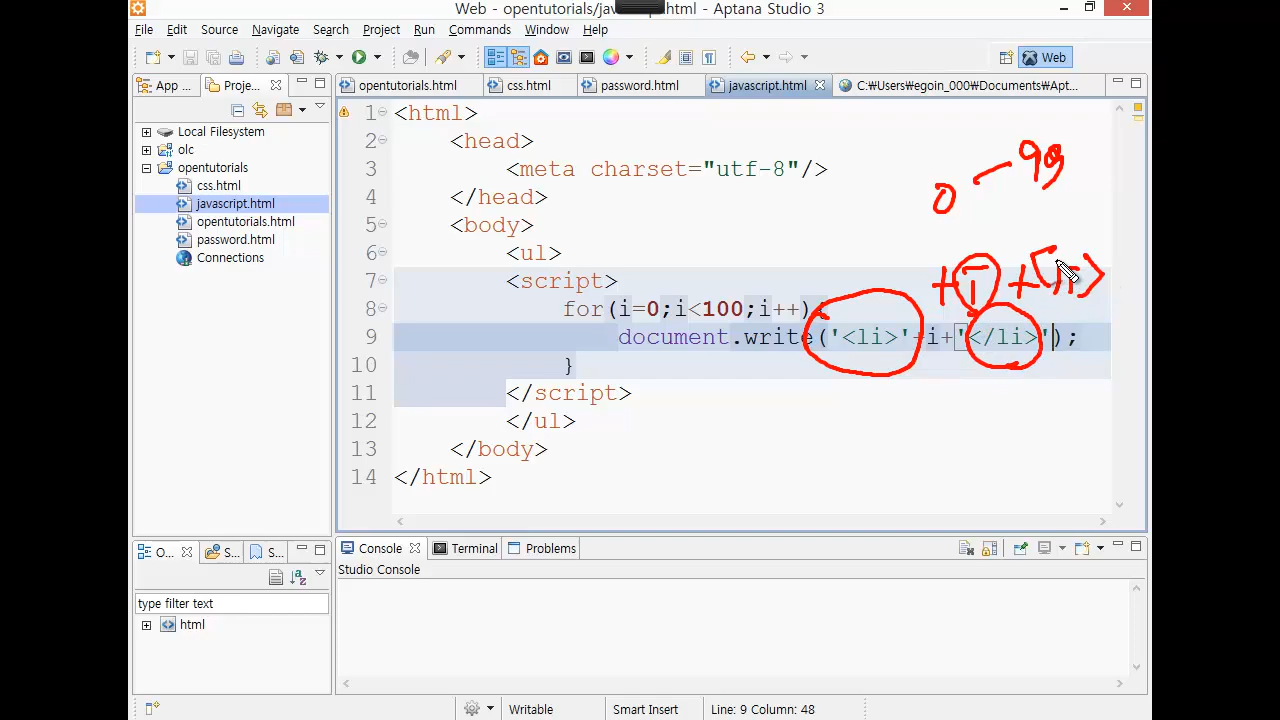 Web - opentutorials/jav html - Aptana Studio 3
File Edit Source Navigate Search Project Run Commands Window Help
Web
App ... Proje... opentutorials.html css.html password.html javascript.html C:₩Users₩egoin_000₩Documents₩Apt...
Local Filesystem
olc
opentutorials
css.html
javascript.html
opentutorials.html
password.html
Connections
1 <html>
2 <head>
3 <meta charset="utf-8"/>
4 </head>
5 <body>
6 <ul>
7 <script>
8 for(i=0;i<100;i++){
9 document.write('<li>'+i+'</li>');
10 }
11 </script>
12 </ul>
13 </body>
14 </html>
0 99
+ i +
O... S... S...
type filter text
html
Console Terminal Problems
Studio Console
Writable Smart Insert Line: 9 Column: 48